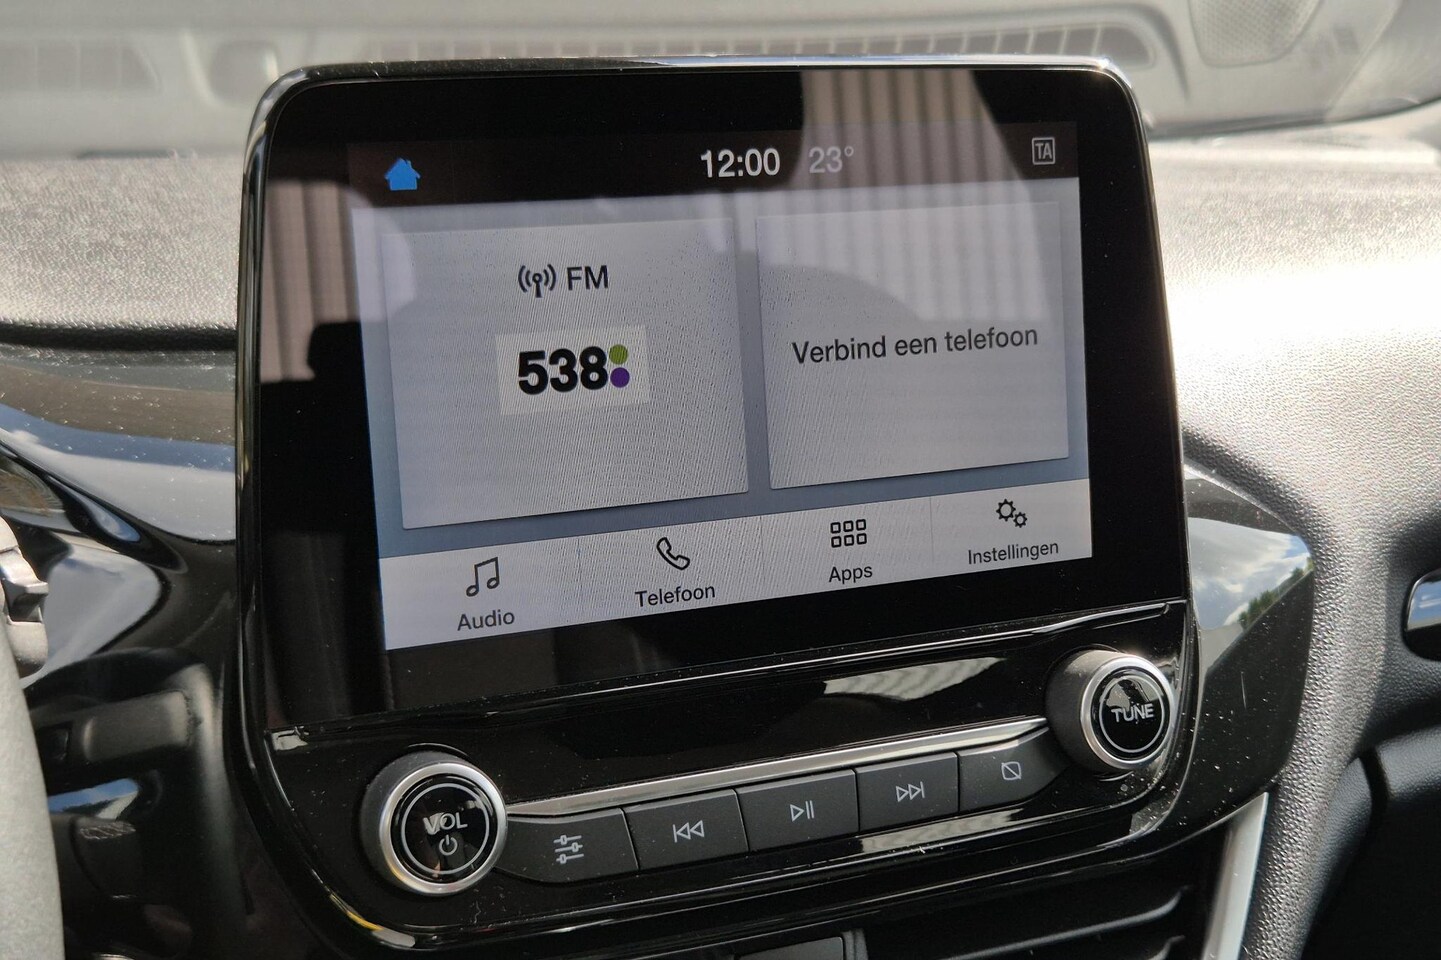 12:00 23°
TA
FM
538
Verbind een telefoon
Audio
Telefoon
Apps
Instellingen
VOL
TUNE